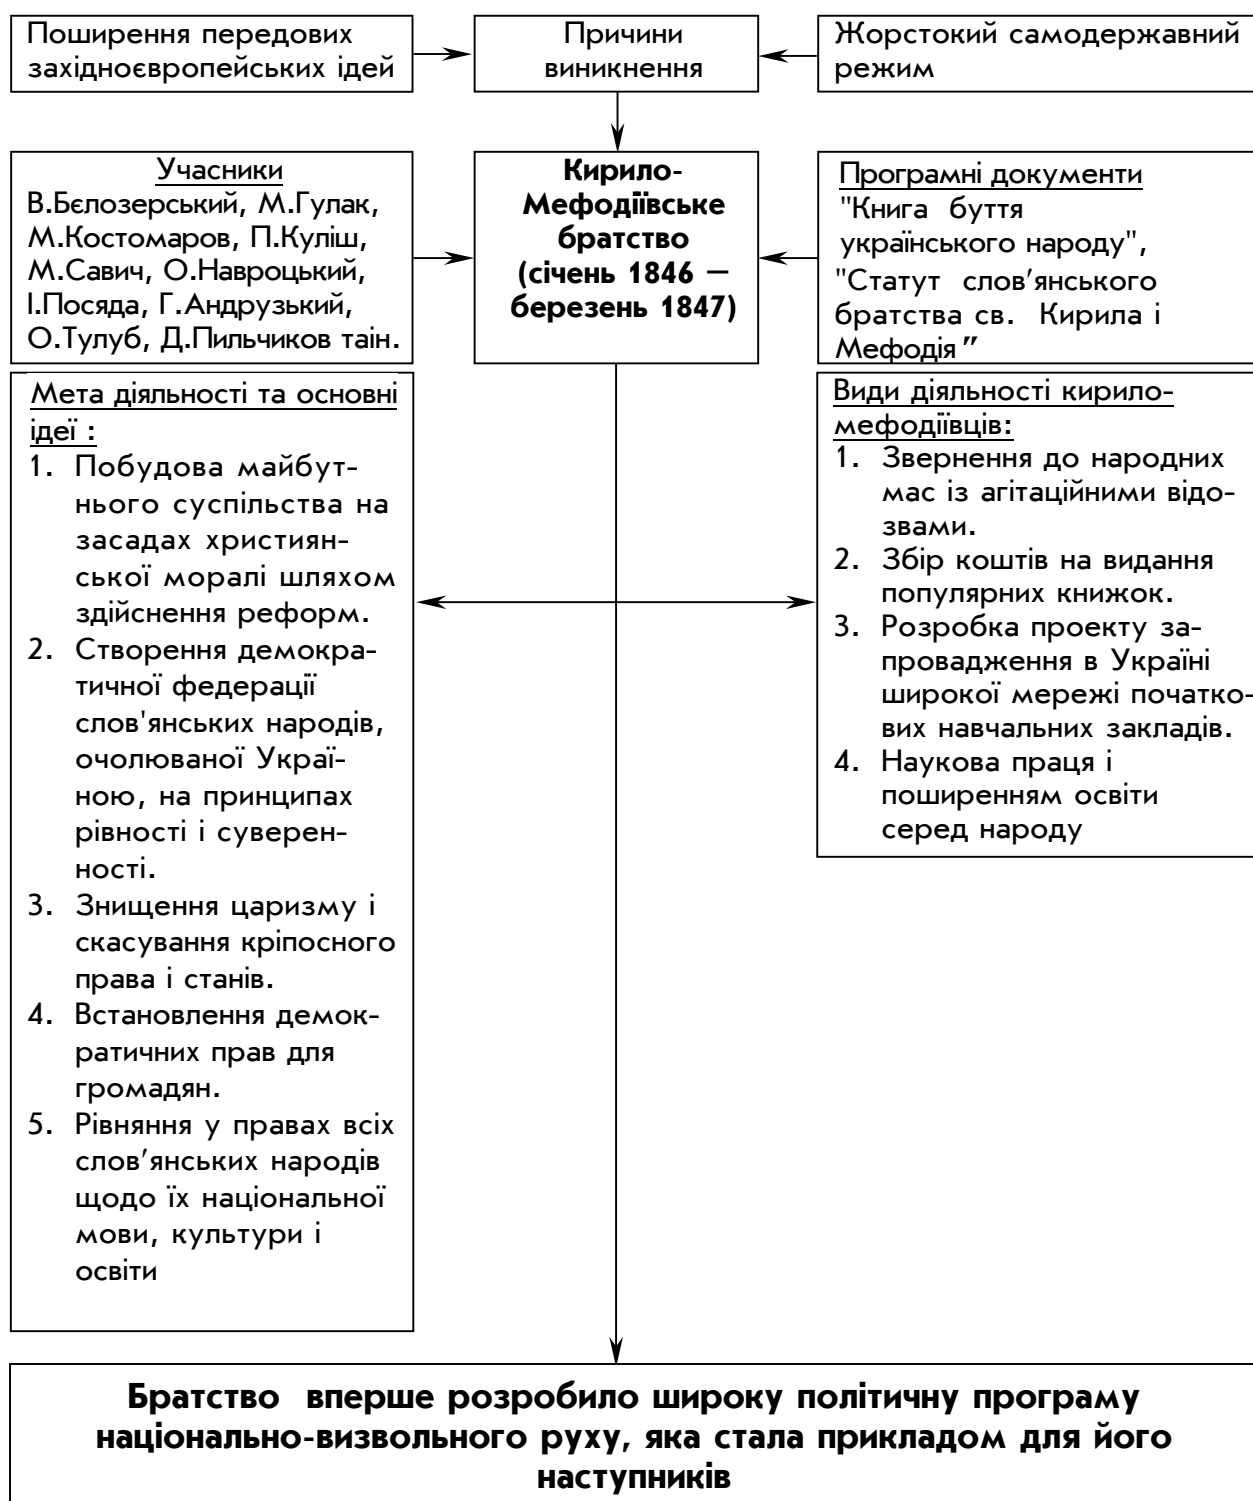 Поширення передових
західноєвропейських ідей
Причини
виникнення
Жорстокий самодержавний
режим
Учасники
В.Бєлозерський, М.Гулак,
М.Костомаров, П.Куліш,
М.Савич, О.Навроцький,
І.Посяда, Г.Андрузький,
О.Тулуб, Д.Пильчиков таін.
Кирило-
Мефодіївське
братство
(січень 1846 –
березень 1847)
Програмні документи
"Книга буття
українського народу",
"Статут слов’янського
братства св. Кирила і
Мефодія"
Мета діяльності та основні
ідеї :
1. Побудова майбут-
нього суспільства на
засадах християн-
ської моралі шляхом
здійснення реформ.
2. Створення демокра-
тичної федерації
слов'янських народів,
очолюваної Украї-
ною, на принципах
рівності і суверен-
ності.
3. Знищення царизму і
скасування кріпосного
права і станів.
4. Встановлення демок-
ратичних прав для
громадян.
5. Рівняння у правах всіх
слов’янських народів
щодо їх національної
мови, культури і
освіти
Види діяльності кирило-
мефодіївців:
1. Звернення до народних
мас із агітаційними відо-
звами.
2. Збір коштів на видання
популярних книжок.
3. Розробка проекту за-
провадження в Україні
широкої мережі початко-
вих навчальних закладів.
4. Наукова праця і
поширенням освіти
серед народу
Братство вперше розробило широку політичну програму
національно-визвольного руху, яка стала прикладом для його
наступників